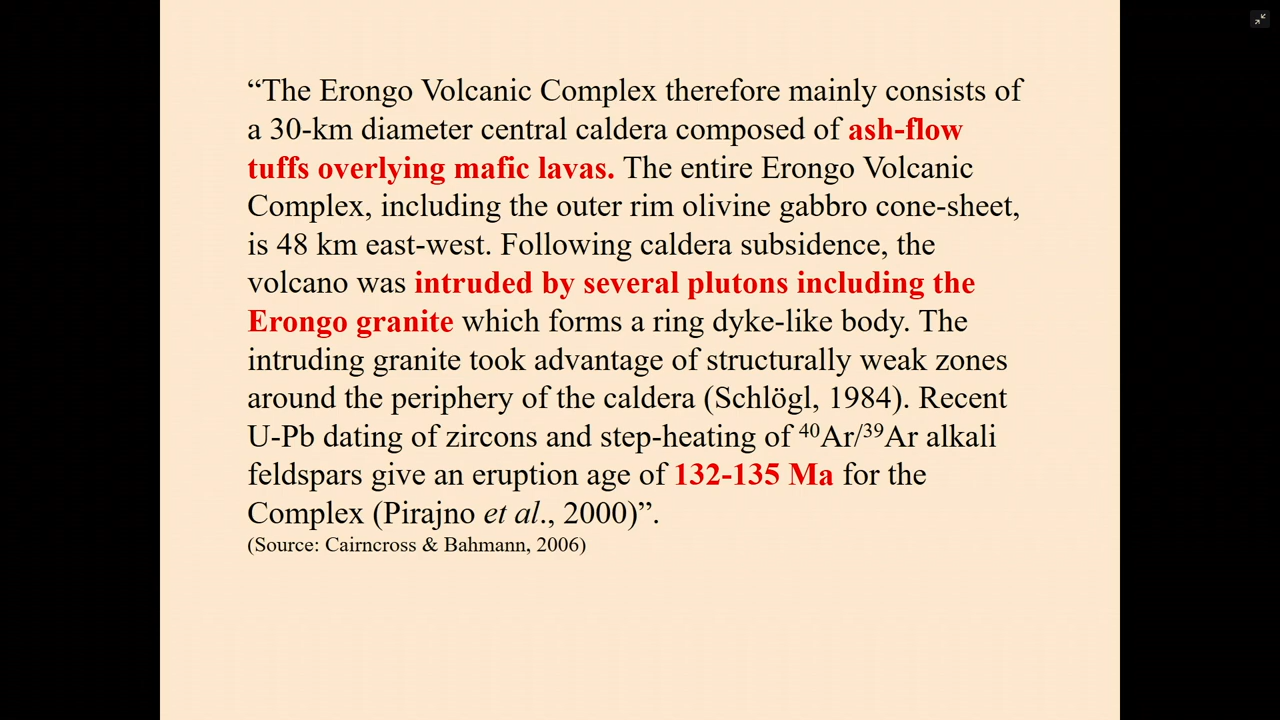 “The Erongo Volcanic Complex therefore mainly consists of
a 30-km diameter central caldera composed of ash-flow
tuffs overlying mafic lavas. The entire Erongo Volcanic
Complex, including the outer rim olivine gabbro cone-sheet,
is 48 km east-west. Following caldera subsidence, the
volcano was intruded by several plutons including the
Erongo granite which forms a ring dyke-like body. The
intruding granite took advantage of structurally weak zones
around the periphery of the caldera (Schlögl, 1984). Recent
U-Pb dating of zircons and step-heating of ⁴⁰Ar/³⁹Ar alkali
feldspars give an eruption age of 132-135 Ma for the
Complex (Pirajno et al., 2000)”.
(Source: Cairncross & Bahmann, 2006)